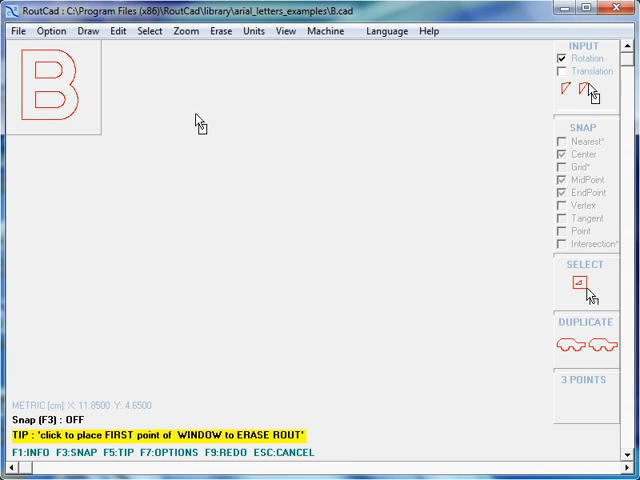 RoutCad : C:\Program Files (x86)\RoutCad\library\arial_letters_examples\B.cad
File Option Draw Edit Select Zoom Erase Units View Machine Language Help
B
INPUT
Rotation
Translation
SNAP
Nearest*
Center
Grid*
MidPoint
EndPoint
Vertex
Tangent
Point
Intersection*
SELECT
DUPLICATE
3 POINTS
METRIC [cm]: X: 11.8500 Y: 4.6500
Snap (F3) : OFF
TIP : 'click to place FIRST point of WINDOW to ERASE ROUT'
F1:INFO F3:SNAP F5:TIP F7:OPTIONS F9:REDO ESC:CANCEL